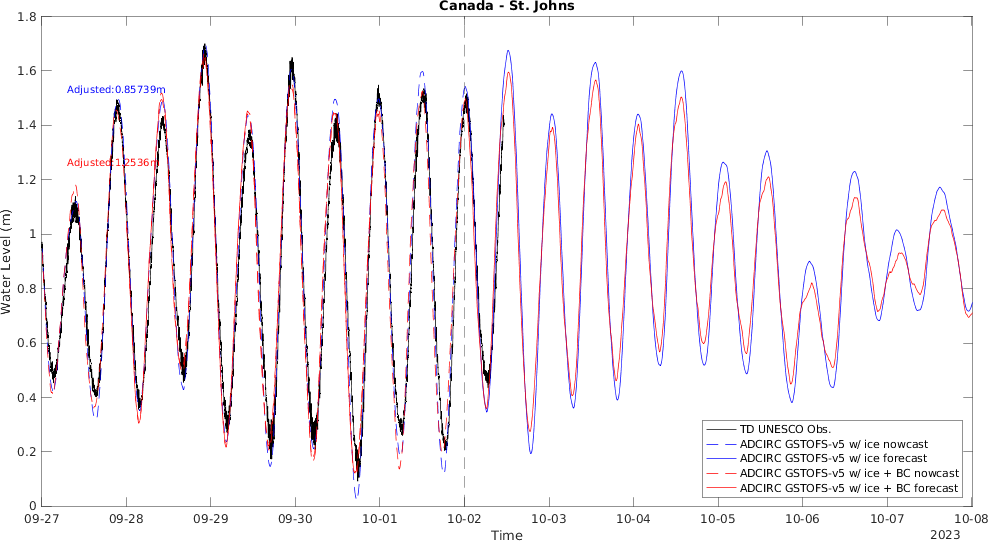 Canada - St. Johns
Water Level (m)
1.8
1.6
1.4
1.2
1
0.8
0.6
0.4
0.2
0
Adjusted:0.85739m
Adjusted:1.2536m
TD UNESCO Obs.
ADCIRC GSTOFS-v5 w/ ice nowcast
ADCIRC GSTOFS-v5 w/ ice forecast
ADCIRC GSTOFS-v5 w/ ice + BC nowcast
ADCIRC GSTOFS-v5 w/ ice + BC forecast
09-27 09-28 09-29 09-30 10-01 10-02 10-03 10-04 10-05 10-06 10-07 10-08
Time
2023